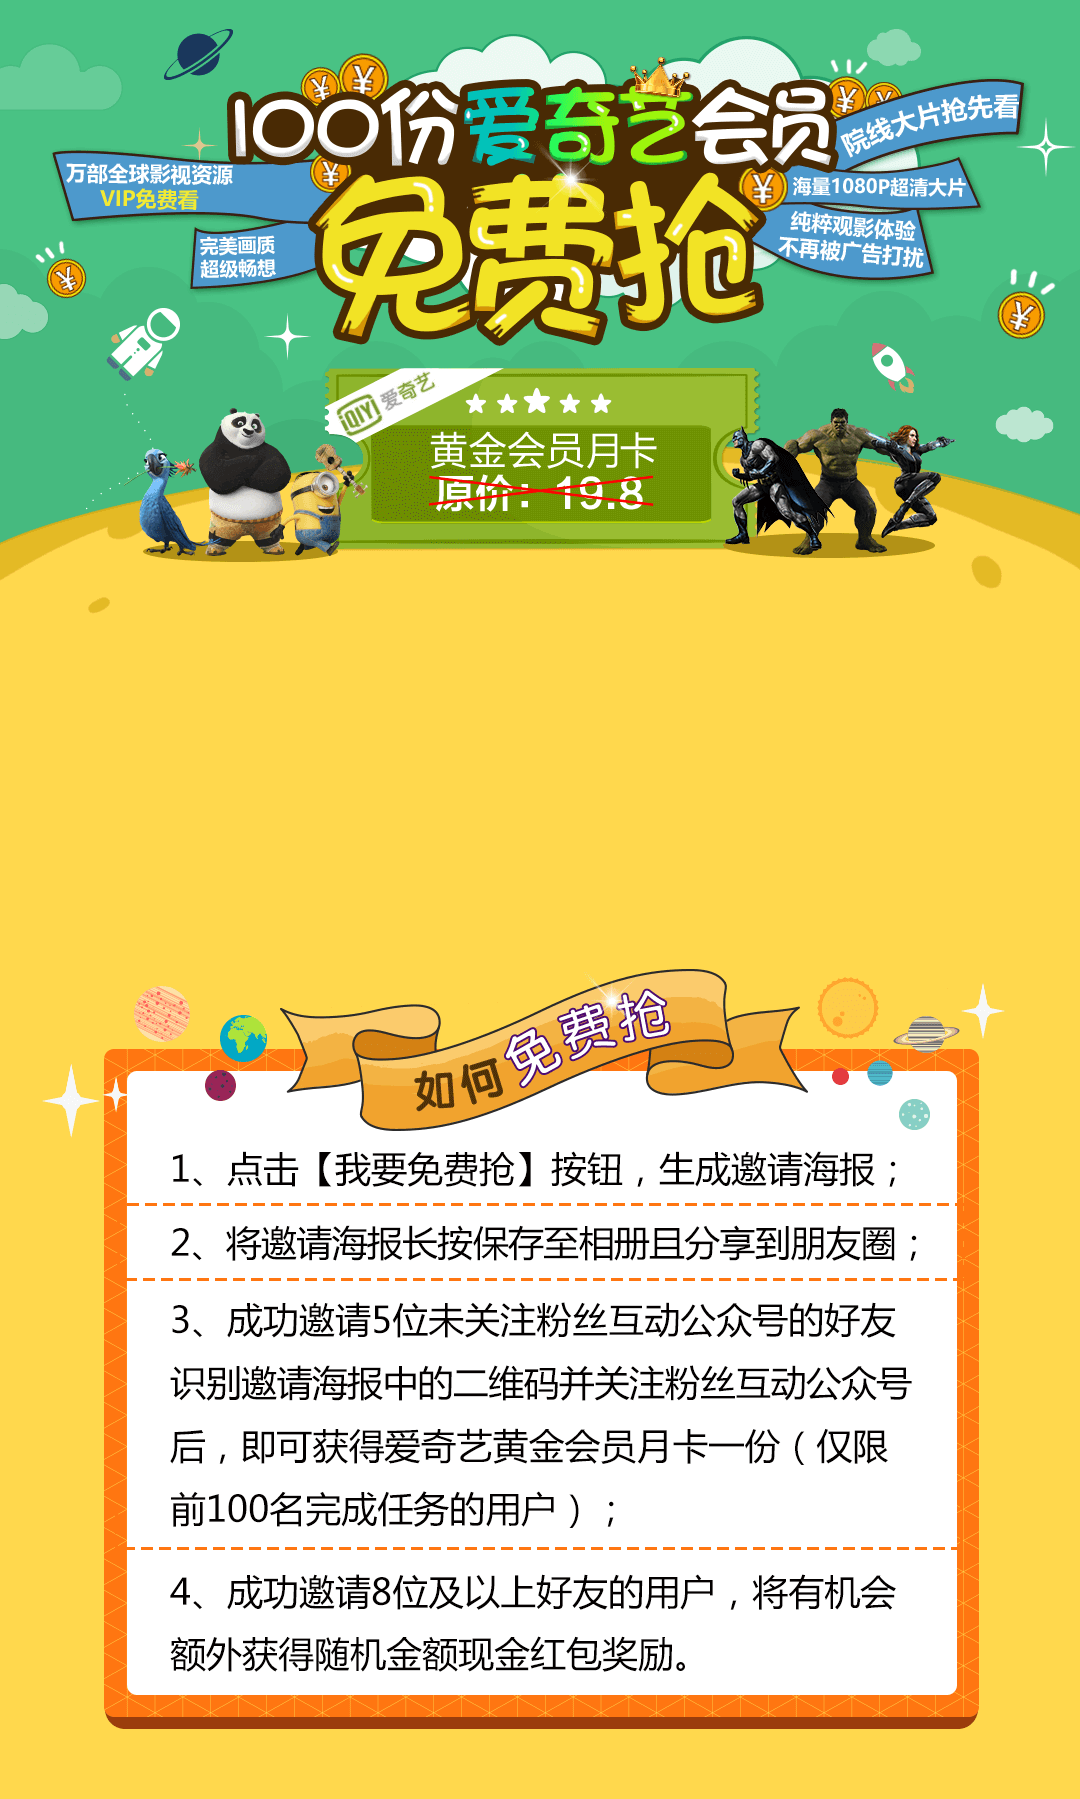 100份爱奇艺会员
免费抢
院线大片抢先看
万部全球影视资源
VIP免费看
海量1080P超清大片
完美画质
超级畅想
纯粹观影体验
不再被广告打扰
iQIYI 爱奇艺
黄金会员月卡
原价：19.8
如何免费抢
1、点击【我要免费抢】按钮，生成邀请海报；
2、将邀请海报长按保存至相册且分享到朋友圈；
3、成功邀请5位未关注粉丝互动公众号的好友
识别邀请海报中的二维码并关注粉丝互动公众号
后，即可获得爱奇艺黄金会员月卡一份（仅限
前100名完成任务的用户）；
4、成功邀请8位及以上好友的用户，将有机会
额外获得随机金额现金红包奖励。